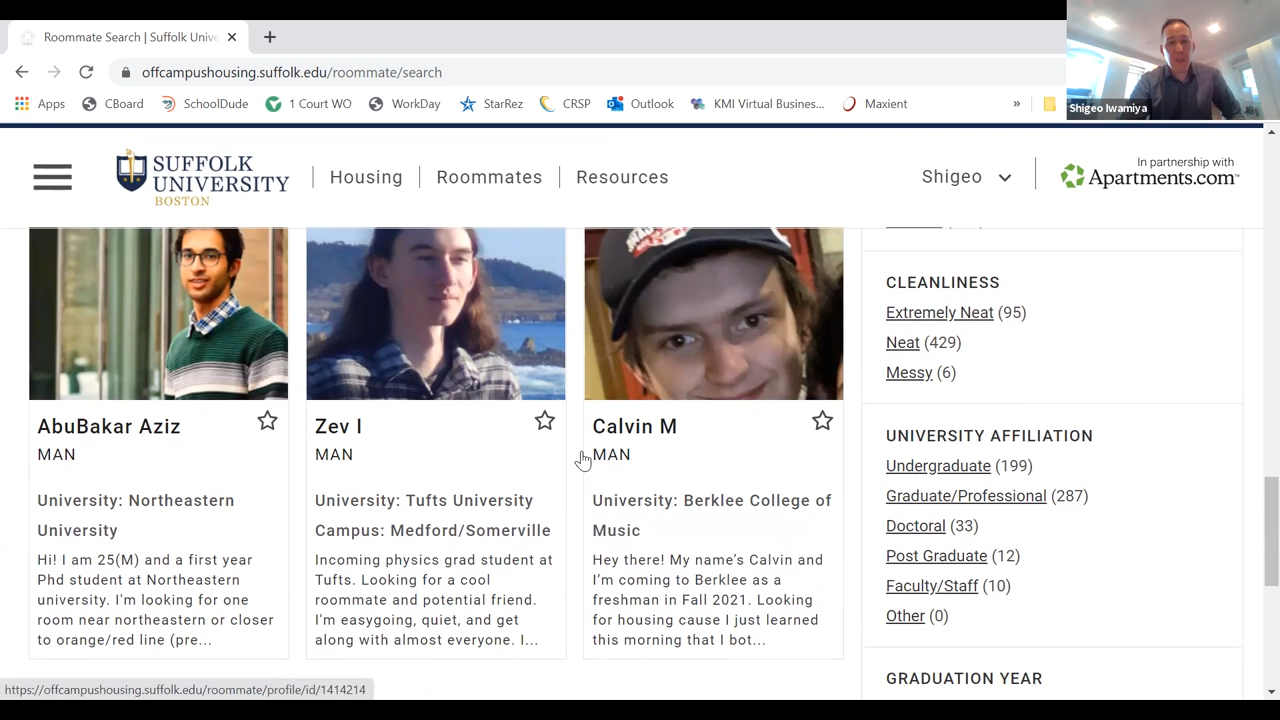 Roommate Search | Suffolk Unive
offcampushousing.suffolk.edu/roommate/search
Apps CBoard SchoolDude 1 Court WO WorkDay StarRez CRSP Outlook KMI Virtual Busines... Maxient »
Shigeo Iwamiya
SUFFOLK
UNIVERSITY
BOSTON
Housing Roommates Resources
Shigeo
In partnership with
Apartments.com™
AbuBakar Aziz
MAN
University: Northeastern
University
Hi! I am 25(M) and a first year
Phd student at Northeastern
university. I'm looking for one
room near northeastern or closer
to orange/red line (pre...
Zev I
MAN
University: Tufts University
Campus: Medford/Somerville
Incoming physics grad student at
Tufts. Looking for a cool
roommate and potential friend.
I'm easygoing, quiet, and get
along with almost everyone. I...
Calvin M
MAN
University: Berklee College of
Music
Hey there! My name's Calvin and
I'm coming to Berklee as a
freshman in Fall 2021. Looking
for housing cause I just learned
this morning that I bot...
CLEANLINESS
Extremely Neat (95)
Neat (429)
Messy (6)
UNIVERSITY AFFILIATION
Undergraduate (199)
Graduate/Professional (287)
Doctoral (33)
Post Graduate (12)
Faculty/Staff (10)
Other (0)
GRADUATION YEAR
https://offcampushousing.suffolk.edu/roommate/profile/id/1414214